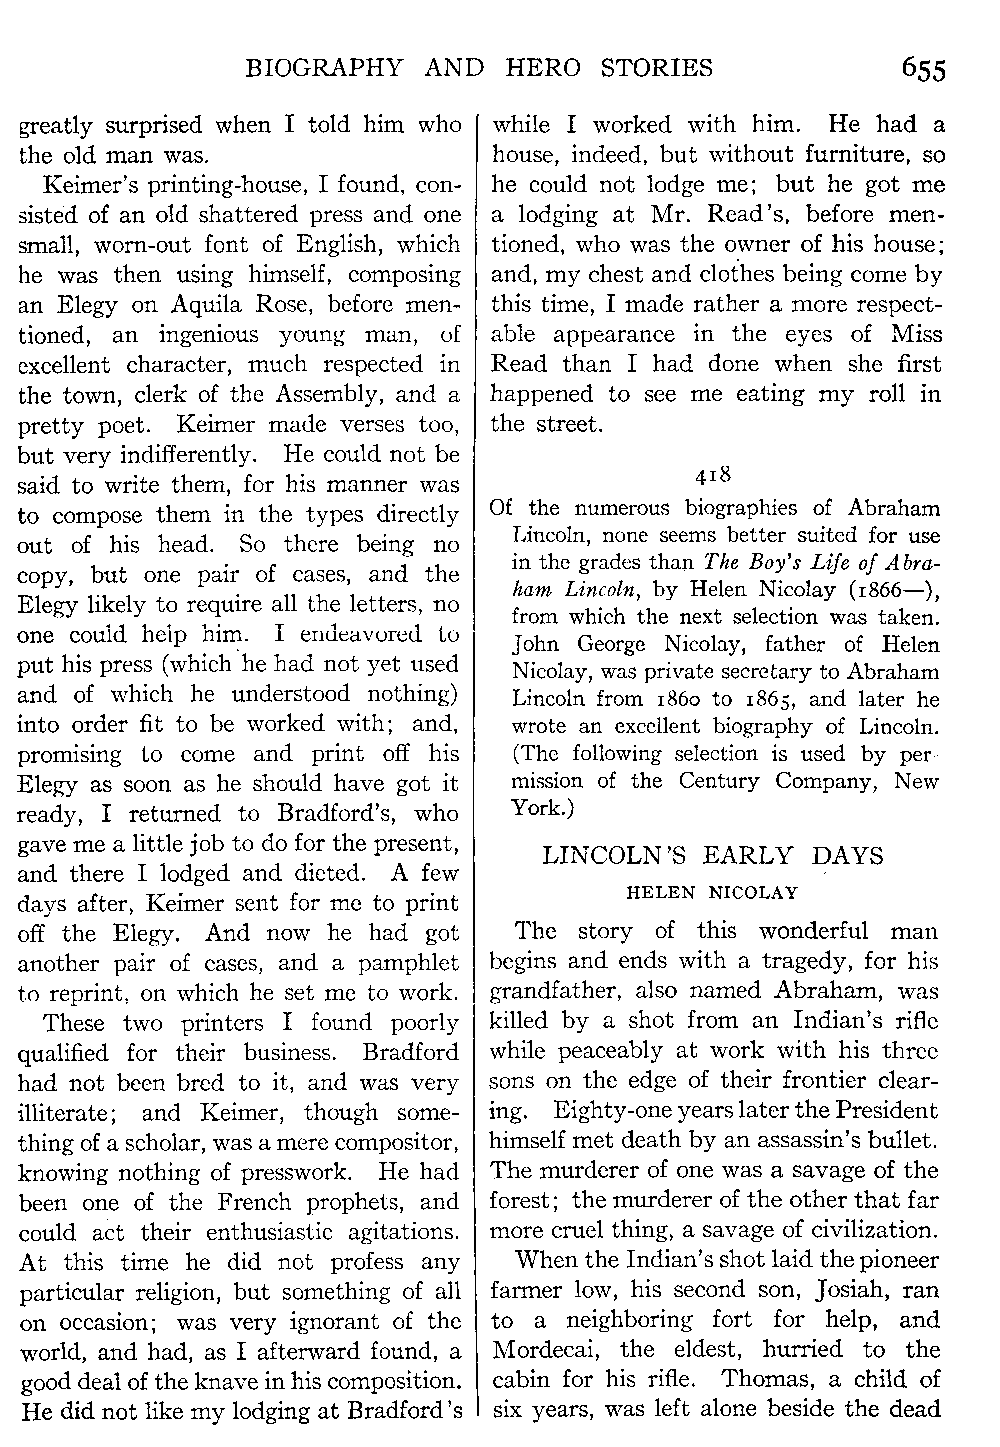 BIOGRAPHY AND HERO STORIES 655
greatly surprised when I told him who
the old man was.
Keimer's printing-house, I found, con-
sisted of an old shattered press and one
small, worn-out font of English, which
he was then using himself, composing
an Elegy on Aquila Rose, before men-
tioned, an ingenious young man, of
excellent character, much respected in
the town, clerk of the Assembly, and a
pretty poet. Keimer made verses too,
but very indifferently. He could not be
said to write them, for his manner was
to compose them in the types directly
out of his head. So there being no
copy, but one pair of cases, and the
Elegy likely to require all the letters, no
one could help him. I endeavored to
put his press (which he had not yet used
and of which he understood nothing)
into order fit to be worked with; and,
promising to come and print off his
Elegy as soon as he should have got it
ready, I returned to Bradford's, who
gave me a little job to do for the present,
and there I lodged and dieted. A few
days after, Keimer sent for me to print
off the Elegy. And now he had got
another pair of cases, and a pamphlet
to reprint, on which he set me to work.
These two printers I found poorly
qualified for their business. Bradford
had not been bred to it, and was very
illiterate; and Keimer, though some-
thing of a scholar, was a mere compositor,
knowing nothing of presswork. He had
been one of the French prophets, and
could act their enthusiastic agitations.
At this time he did not profess any
particular religion, but something of all
on occasion; was very ignorant of the
world, and had, as I afterward found, a
good deal of the knave in his composition.
He did not like my lodging at Bradford's
while I worked with him. He had a
house, indeed, but without furniture, so
he could not lodge me; but he got me
a lodging at Mr. Read's, before men-
tioned, who was the owner of his house;
and, my chest and clothes being come by
this time, I made rather a more respect-
able appearance in the eyes of Miss
Read than I had done when she first
happened to see me eating my roll in
the street.
418
Of the numerous biographies of Abraham
Lincoln, none seems better suited for use
in the grades than The Boy's Life of Abra-
ham Lincoln, by Helen Nicolay (1866—),
from which the next selection was taken.
John George Nicolay, father of Helen
Nicolay, was private secretary to Abraham
Lincoln from 1860 to 1865, and later he
wrote an excellent biography of Lincoln.
(The following selection is used by per-
mission of the Century Company, New
York.)
LINCOLN'S EARLY DAYS
HELEN NICOLAY
The story of this wonderful man
begins and ends with a tragedy, for his
grandfather, also named Abraham, was
killed by a shot from an Indian's rifle
while peaceably at work with his three
sons on the edge of their frontier clear-
ing. Eighty-one years later the President
himself met death by an assassin's bullet.
The murderer of one was a savage of the
forest; the murderer of the other that far
more cruel thing, a savage of civilization.
When the Indian's shot laid the pioneer
farmer low, his second son, Josiah, ran
to a neighboring fort for help, and
Mordecai, the eldest, hurried to the
cabin for his rifle. Thomas, a child of
six years, was left alone beside the dead